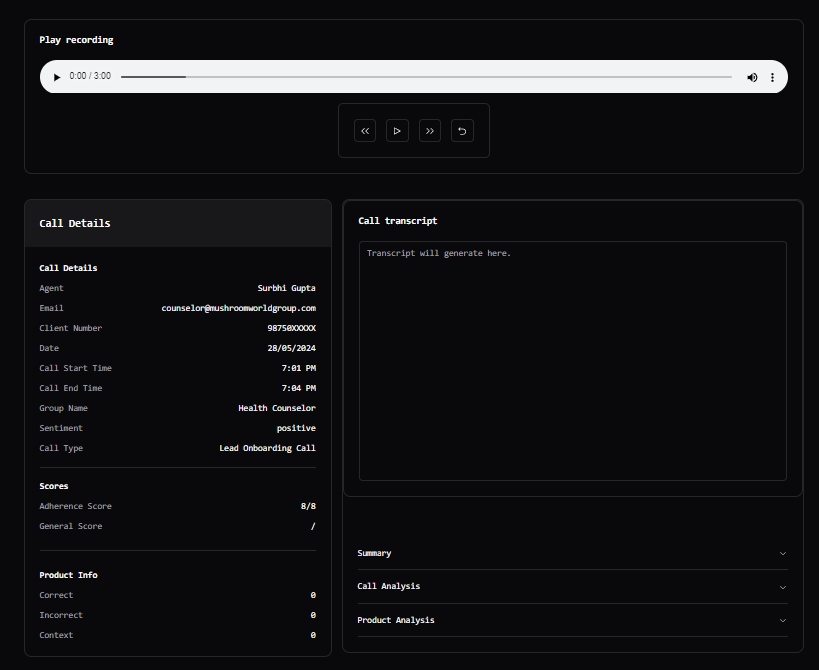 Play recording
0:00 / 3:00
Call Details
Call Details
Agent Surbhi Gupta
Email counselor@mushroomworldgroup.com
Client Number 98750XXXXX
Date 28/05/2024
Call Start Time 7:01 PM
Call End Time 7:04 PM
Group Name Health Counselor
Sentiment positive
Call Type Lead Onboarding Call
Scores
Adherence Score 8/8
General Score /
Product Info
Correct 0
Incorrect 0
Context 0
Call transcript
Transcript will generate here.
Summary
Call Analysis
Product Analysis